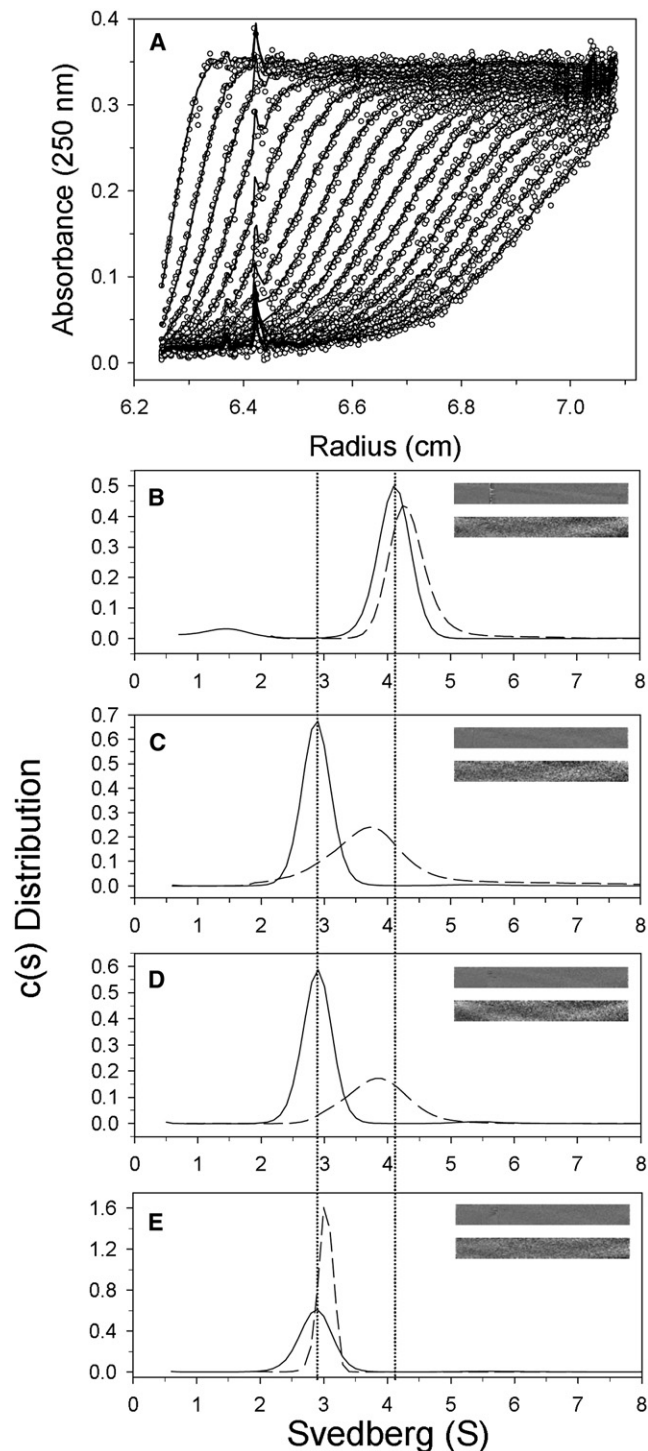 A
0.4
0.3
0.2
0.1
0.0
Absorbance (250 nm)
6.2 6.4 6.6 6.8 7.0
Radius (cm)
c(s) Distribution
B
0.5
0.4
0.3
0.2
0.1
0.0
0 1 2 3 4 5 6 7 8
C
0.7
0.6
0.5
0.4
0.3
0.2
0.1
0.0
0 1 2 3 4 5 6 7 8
D
0.6
0.5
0.4
0.3
0.2
0.1
0.0
0 1 2 3 4 5 6 7 8
E
1.6
1.2
0.8
0.4
0.0
0 1 2 3 4 5 6 7 8
Svedberg (S)